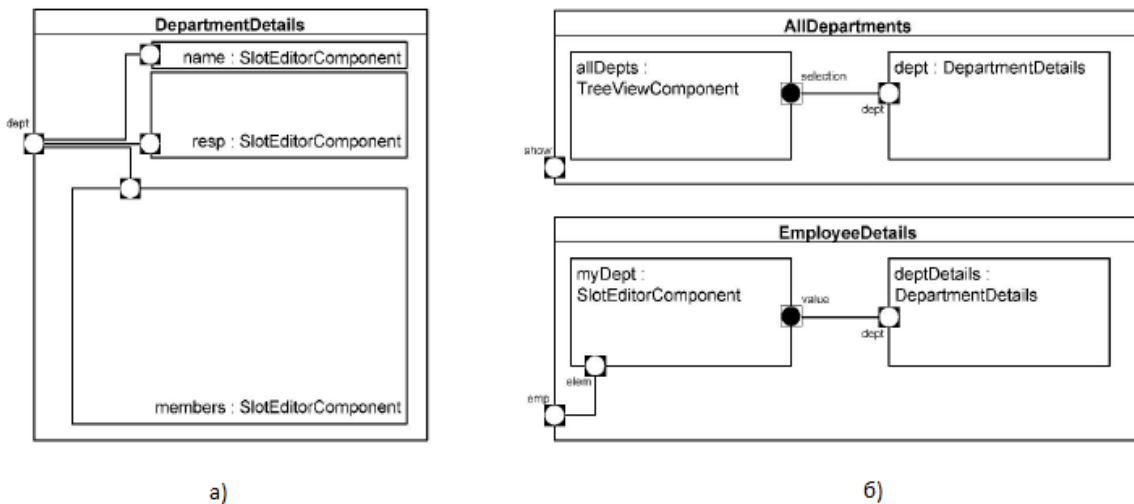 DepartmentDetails
name : SlotEditorComponent
dept
resp : SlotEditorComponent
members : SlotEditorComponent
а)
AllDepartments
allDepts :
TreeViewComponent
selection
dept : DepartmentDetails
dept
show
EmployeeDetails
myDept :
SlotEditorComponent
value
deptDetails :
DepartmentDetails
dept
elem
emp
б)